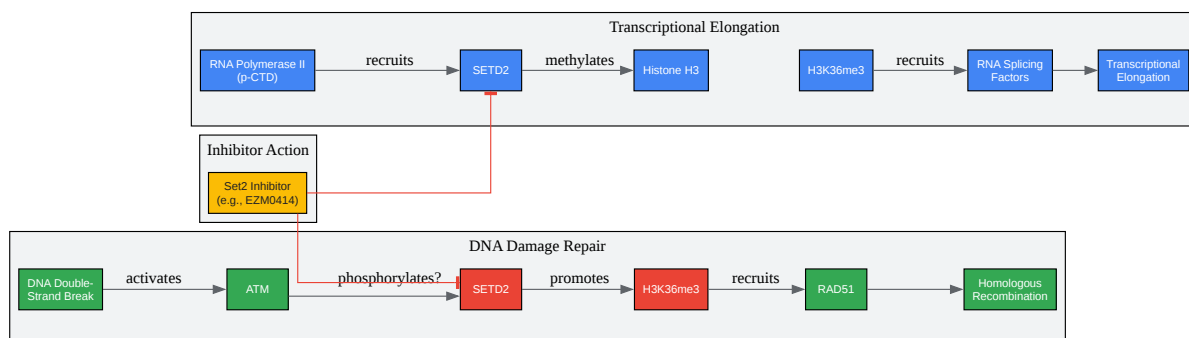 Transcriptional Elongation
RNA Polymerase II
(p-CTD)
recruits
SETD2
methylates
Histone H3
H3K36me3
recruits
RNA Splicing
Factors
Transcriptional
Elongation
Inhibitor Action
Set2 Inhibitor
(e.g., EZM0414)
DNA Damage Repair
DNA Double-
Strand Break
activates
ATM
phosphorylates?
SETD2
promotes
H3K36me3
recruits
RAD51
Homologous
Recombination